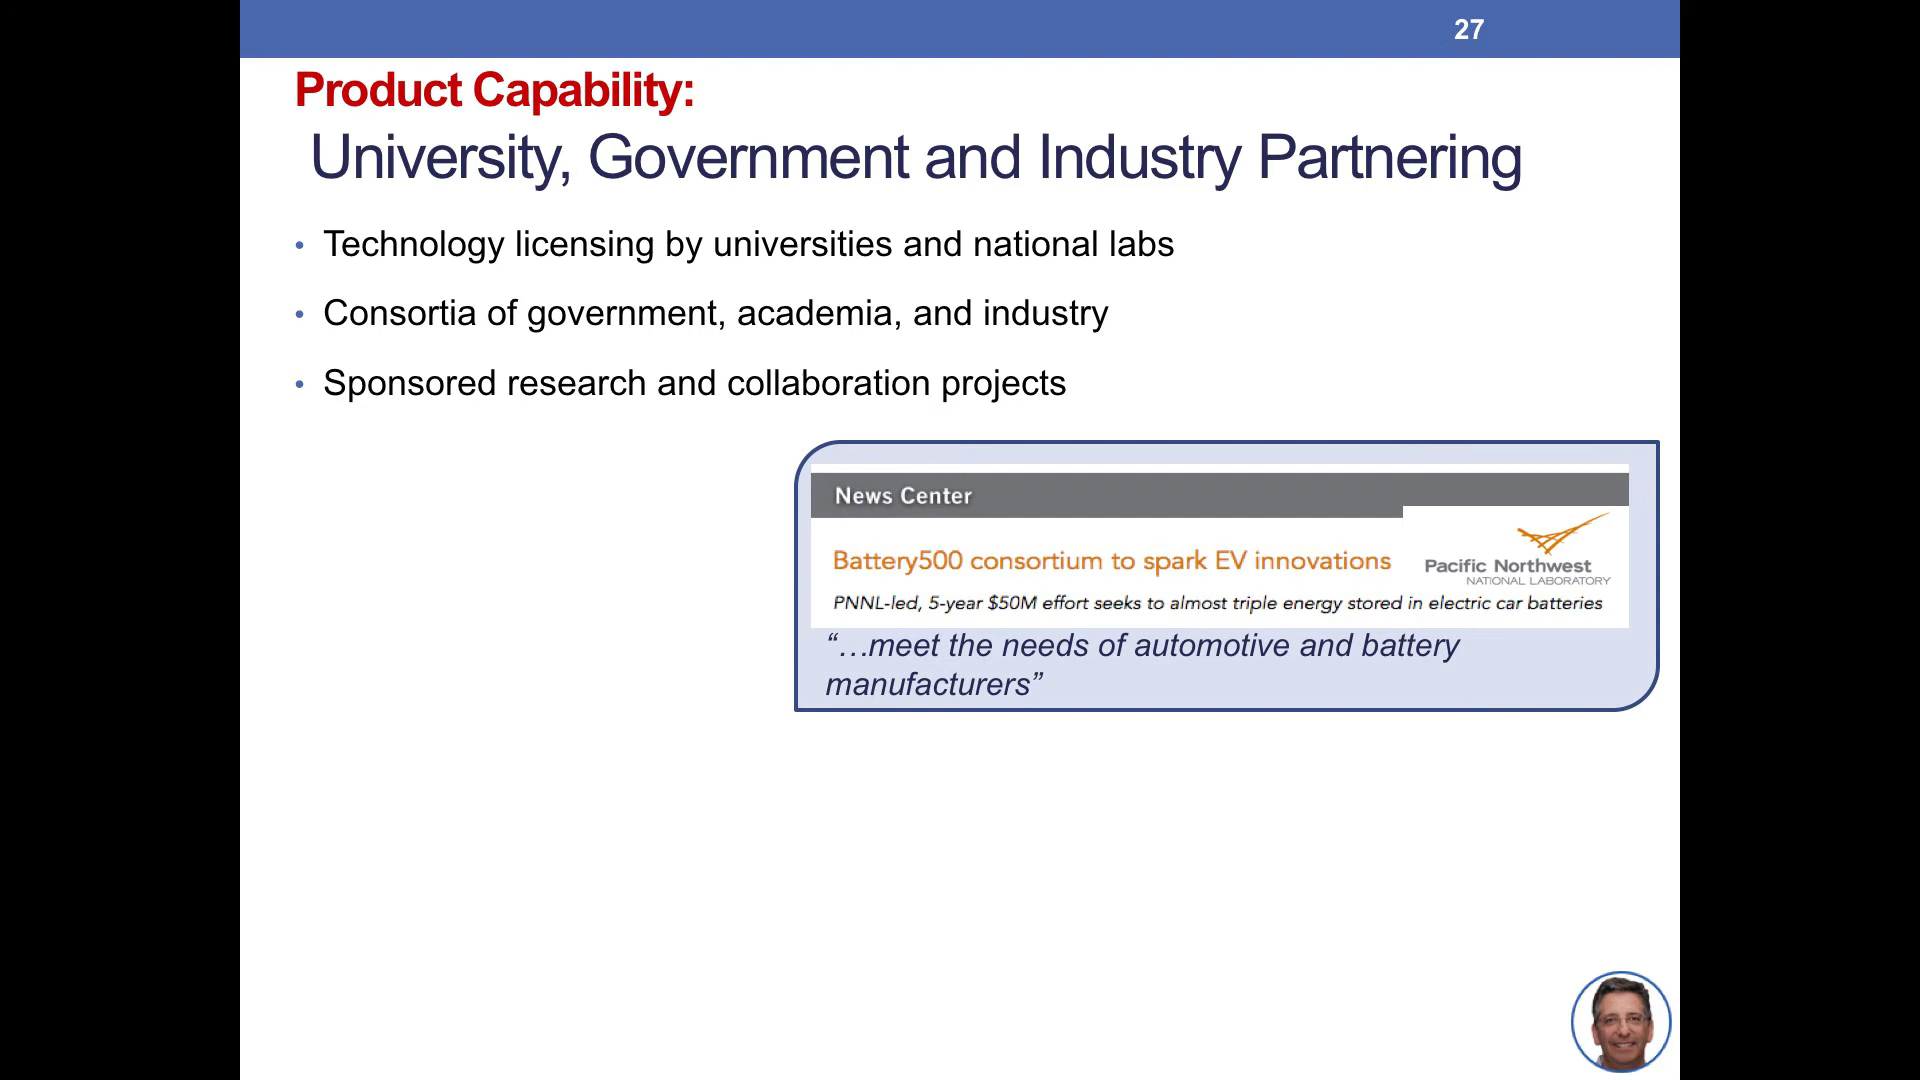 27
Product Capability:
University, Government and Industry Partnering
• Technology licensing by universities and national labs
• Consortia of government, academia, and industry
• Sponsored research and collaboration projects
News Center
Battery500 consortium to spark EV innovations
Pacific Northwest
NATIONAL LABORATORY
PNNL-led, 5-year $50M effort seeks to almost triple energy stored in electric car batteries
“…meet the needs of automotive and battery
manufacturers”